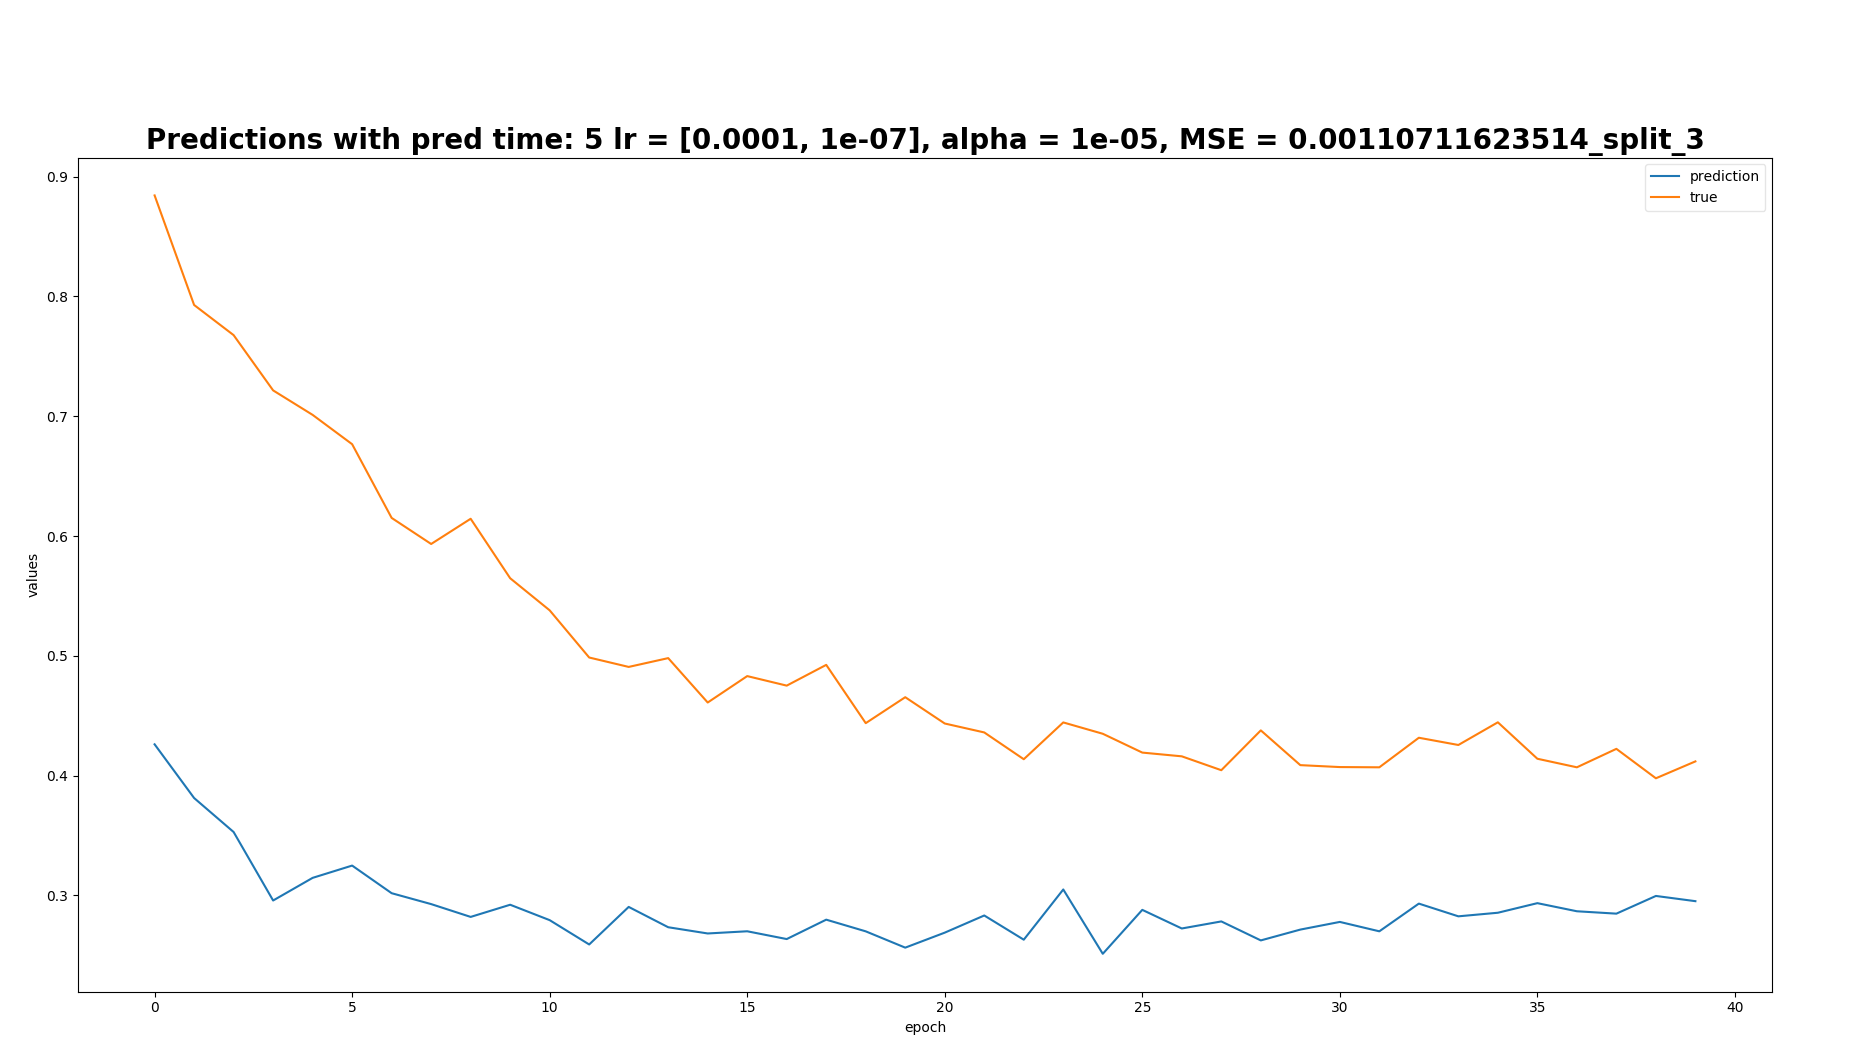 Predictions with pred time: 5 lr = [0.0001, 1e-07], alpha = 1e-05, MSE = 0.00110711623514_split_3
prediction
true
0.9
0.8
0.7
0.6
0.5
0.4
0.3
values
0 5 10 15 20 25 30 35 40
epoch